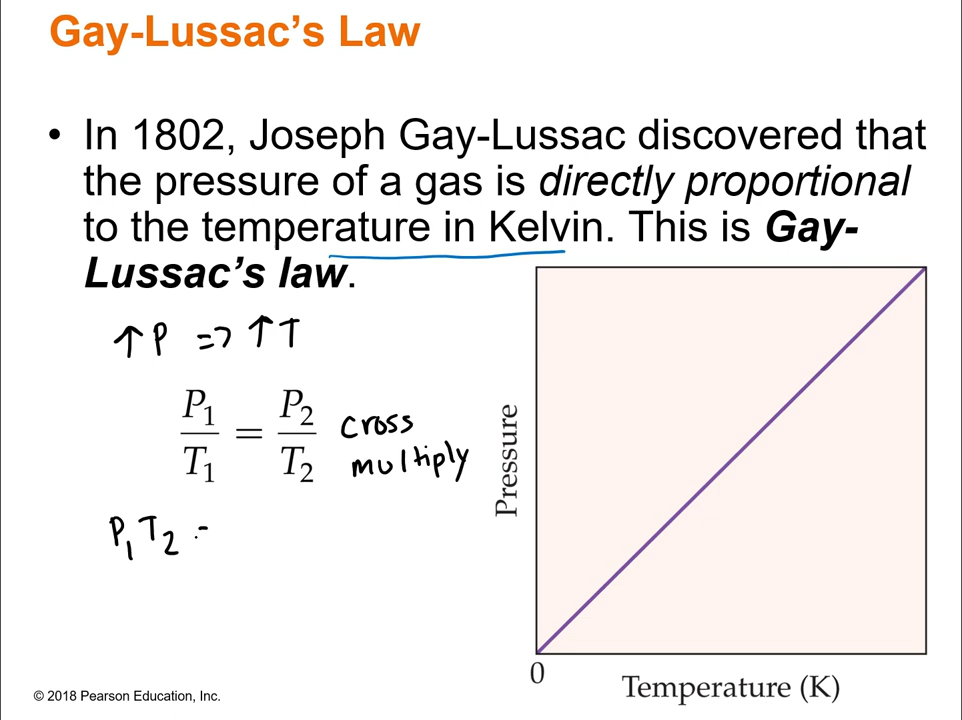 Gay-Lussac’s Law
• In 1802, Joseph Gay-Lussac discovered that
the pressure of a gas is directly proportional
to the temperature in Kelvin. This is Gay-
Lussac’s law.
↑P => ↑T
P₁/T₁ = P₂/T₂ cross
multiply
P₁T₂ =
Pressure
0
Temperature (K)
© 2018 Pearson Education, Inc.